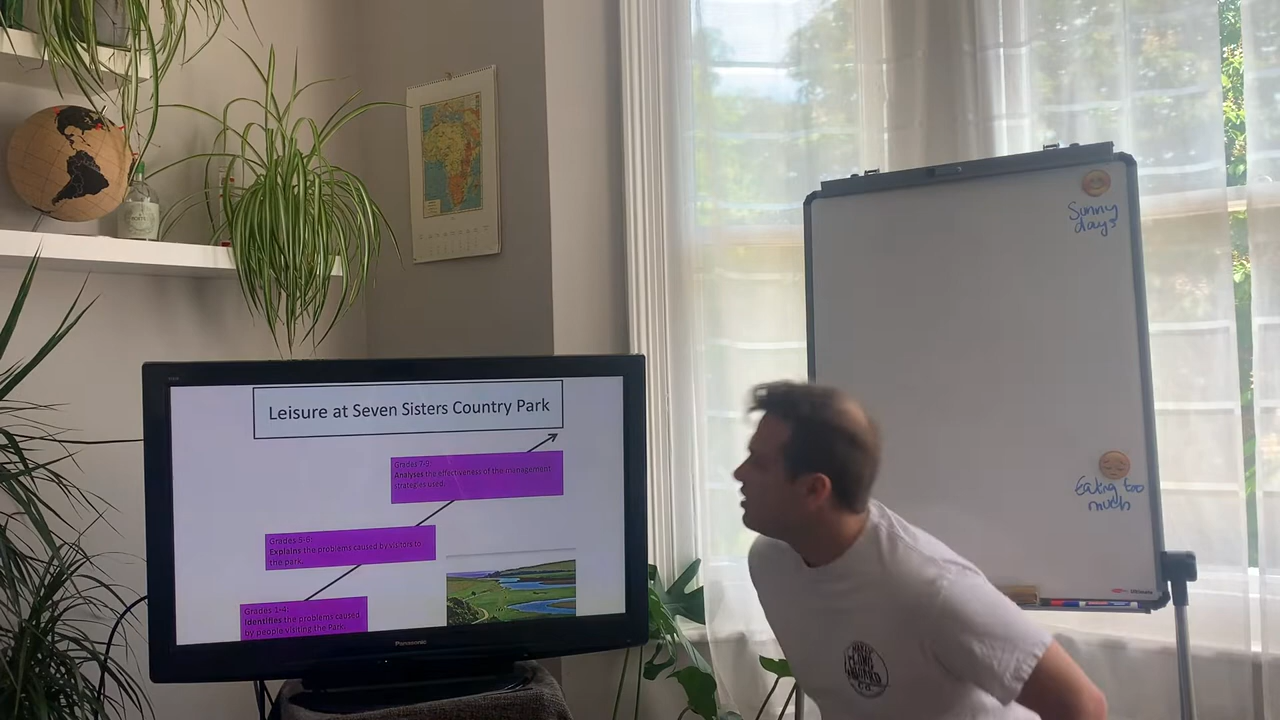 Leisure at Seven Sisters Country Park
Grades 7-9:
Analyses the effectiveness of the management
strategies used.
Grades 5-6:
Explains the problems caused by visitors to
the park.
Grades 1-4:
Identifies the problems caused
by people visiting the Park.
Panasonic
Sunny
days
Eating too
much